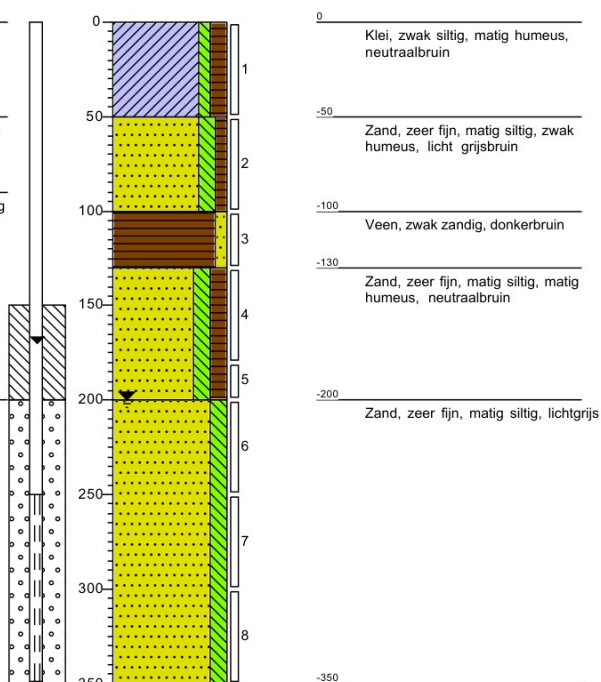 0
50
100
150
200
250
300
1
2
3
4
5
6
7
8
g
0
Klei, zwak siltig, matig humeus,
neutraalbruin
-50
Zand, zeer fijn, matig siltig, zwak
humeus, licht grijsbruin
-100
Veen, zwak zandig, donkerbruin
-130
Zand, zeer fijn, matig siltig, matig
humeus, neutraalbruin
-200
Zand, zeer fijn, matig siltig, lichtgrijs
-350